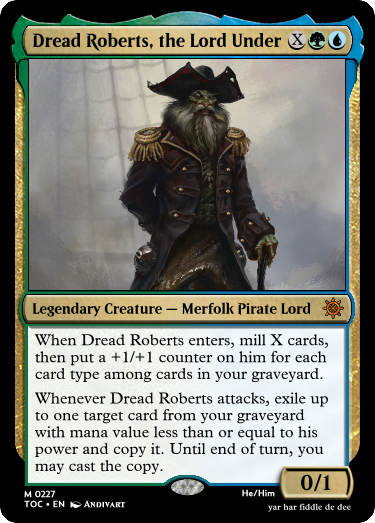 Dread Roberts, the Lord Under X
Legendary Creature — Merfolk Pirate Lord
When Dread Roberts enters, mill X cards,
then put a +1/+1 counter on him for each
card type among cards in your graveyard.
Whenever Dread Roberts attacks, exile up
to one target card from your graveyard
with mana value less than or equal to his
power and copy it. Until end of turn, you
may cast the copy.
0/1
M 0227 He/Him
TOC • EN Andivart yar har fiddle de dee